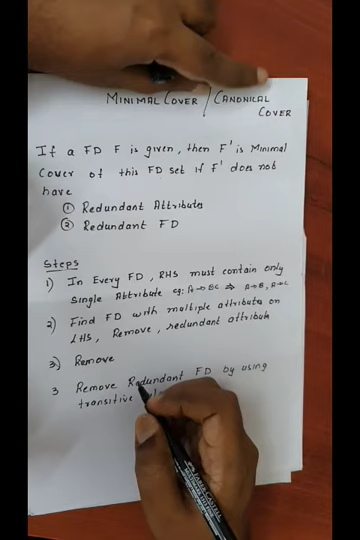 MINIMAL COVER / CANONICAL
COVER
If a FD F is given, then F' is Minimal
Cover of this FD set if F' does not
have
① Redundant Attributes
② Redundant FD
Steps
1) In Every FD, RHS must contain only
Single Attribute eg: A→BC ⇒ A→B, A→C
2) Find FD with multiple attributes on
LHS, Remove, redundant attribute
3) Remove
3 Remove Redundant FD by using
transitive